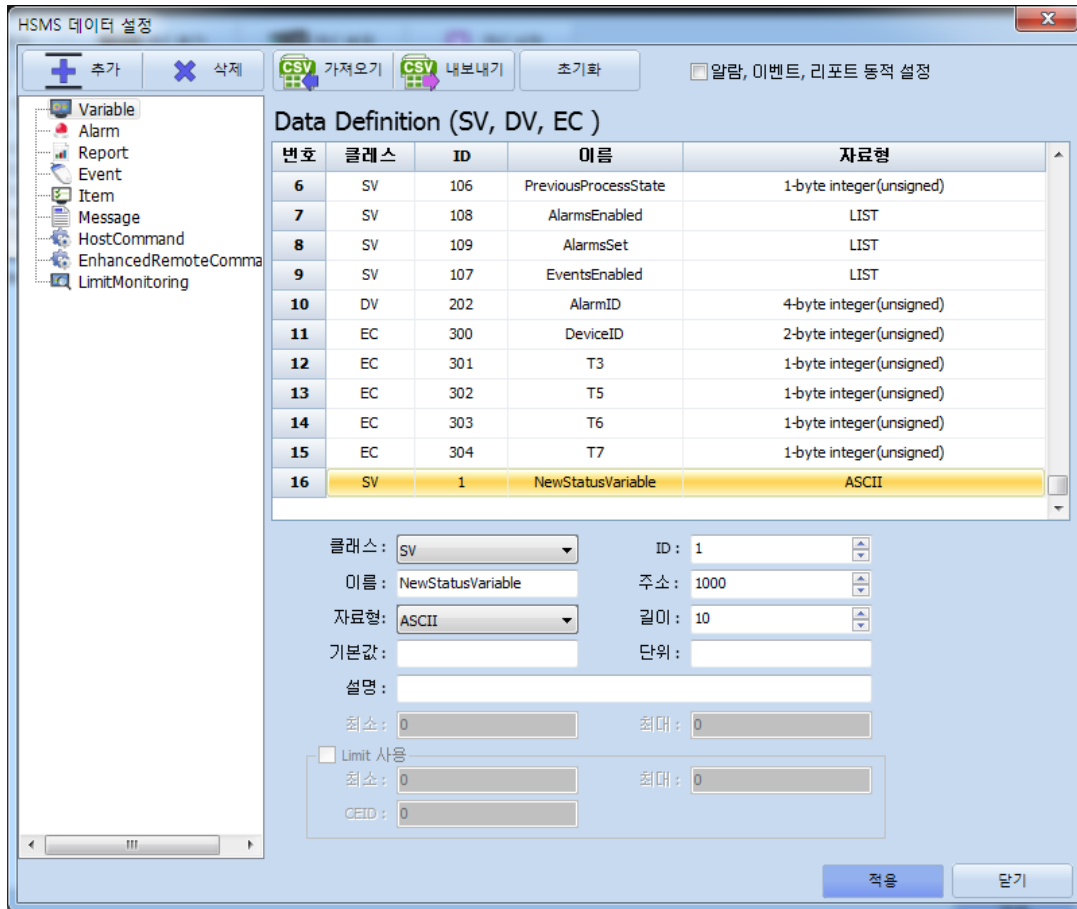 HSMS 데이터 설정
추가 삭제 CSV 가져오기 CSV 내보내기 초기화 알람, 이벤트, 리포트 동적 설정
Variable
Alarm
Report
Event
Item
Message
HostCommand
EnhancedRemoteComma
LimitMonitoring
Data Definition (SV, DV, EC )
번호 클레스 ID 이름 자료형
6 SV 106 PreviousProcessState 1-byte integer(unsigned)
7 SV 108 AlarmsEnabled LIST
8 SV 109 AlarmsSet LIST
9 SV 107 EventsEnabled LIST
10 DV 202 AlarmID 4-byte integer(unsigned)
11 EC 300 DeviceID 2-byte integer(unsigned)
12 EC 301 T3 1-byte integer(unsigned)
13 EC 302 T5 1-byte integer(unsigned)
14 EC 303 T6 1-byte integer(unsigned)
15 EC 304 T7 1-byte integer(unsigned)
16 SV 1 NewStatusVariable ASCII
클래스 : SV ID : 1
이름 : NewStatusVariable 주소 : 1000
자료형: ASCII 길이 : 10
기본값 : 단위 :
설명 :
최소 : 0 최대 : 0
Limit 사용
최소 : 0 최대 : 0
CEID : 0
적용 닫기